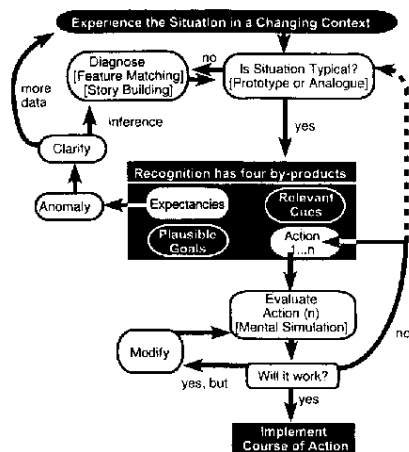 Experience the Situation in a Changing Context
Diagnose
[Feature Matching]
[Story Building]
no
Is Situation Typical?
[Prototype or Analogue]
more
data
inference
yes
Clarify
Recognition has four by-products
Anomaly
Expectancies
Relevant
Cues
Plausible
Goals
Action
1...n
Evaluate
Action (n)
[Mental Simulation]
no
Modify
yes, but
Will it work?
yes
Implement
Course of Action